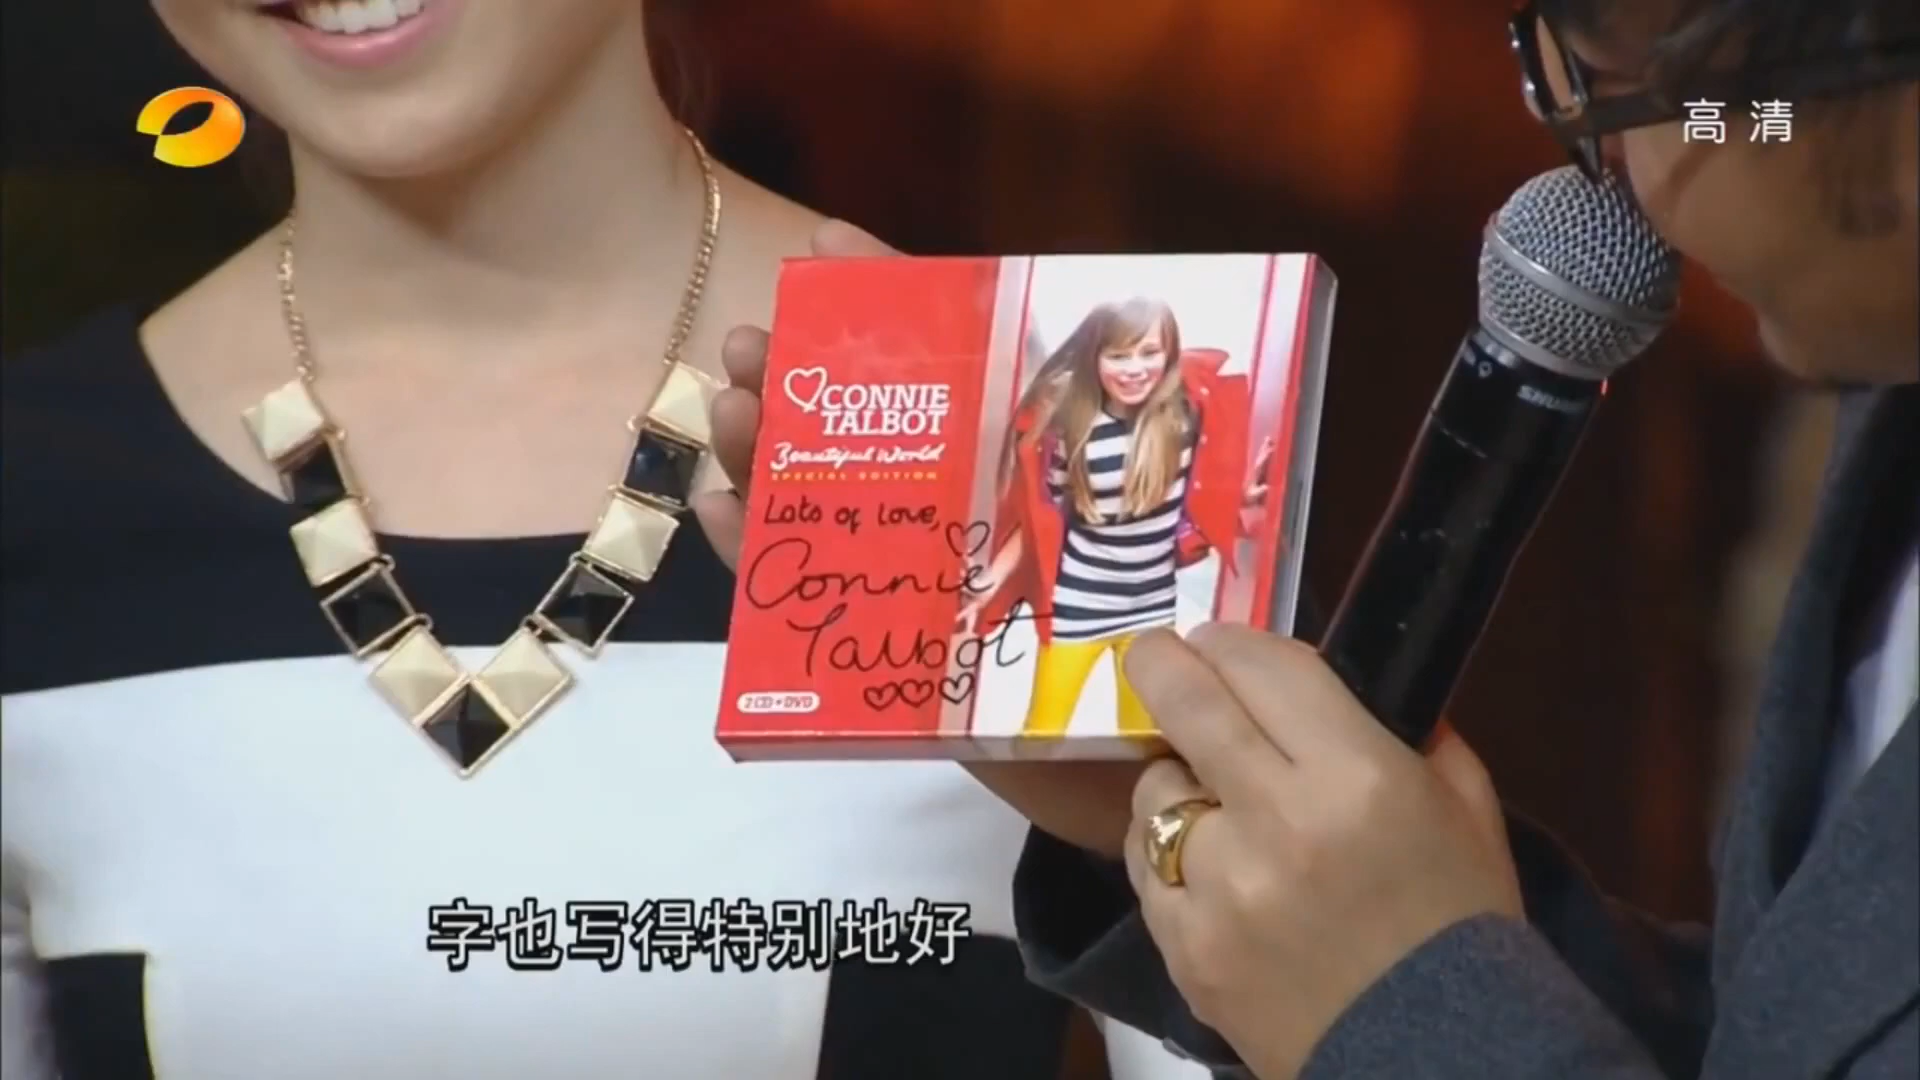 高清
CONNIE
TALBOT
Beautiful World
SPECIAL EDITION
Lots of love,
Connie
Talbot
2CD+DVD
SHURE
字也写得特别地好